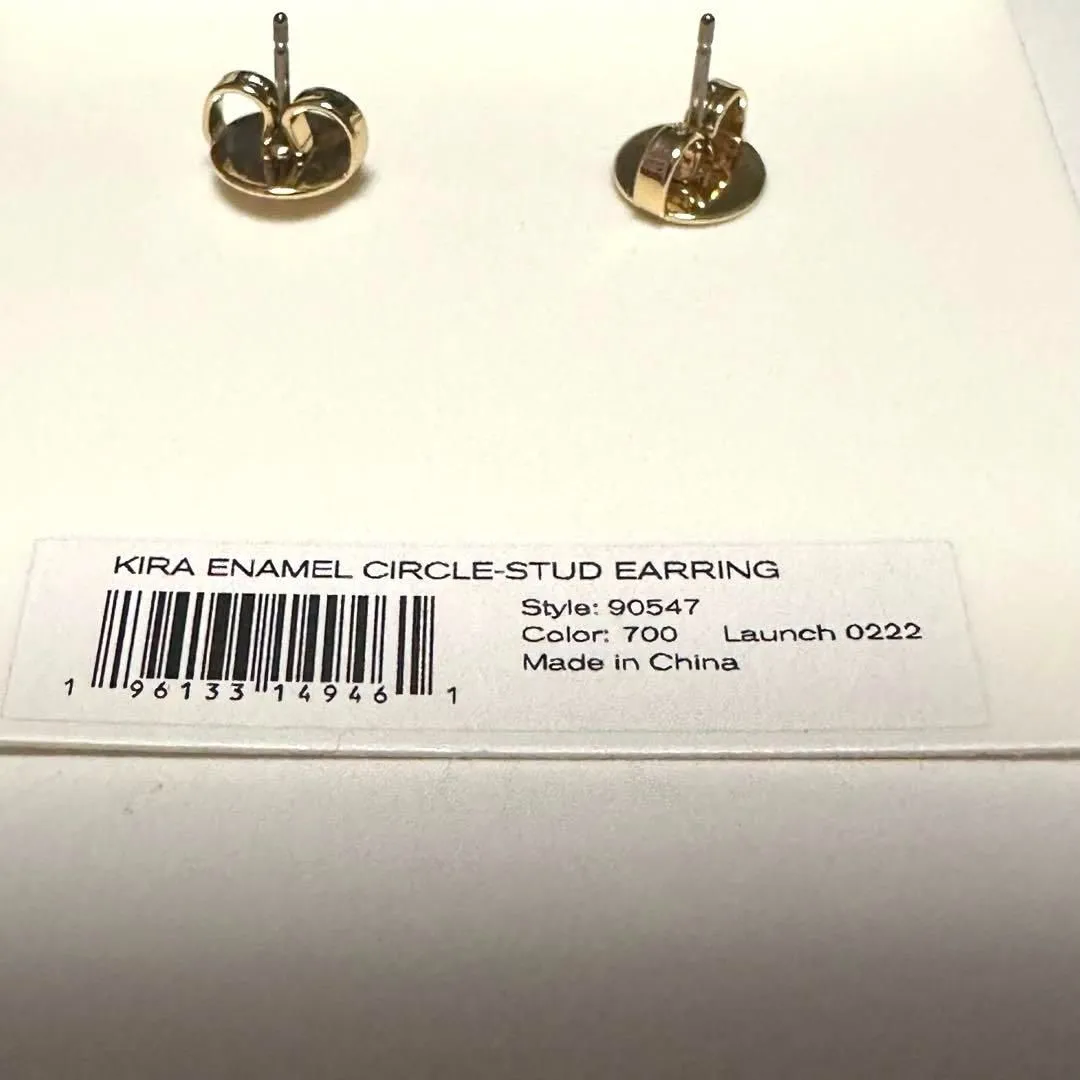 KIRA ENAMEL CIRCLE-STUD EARRING
Style: 90547
Color: 700 Launch 0222
Made in China
1 96133 14946 1